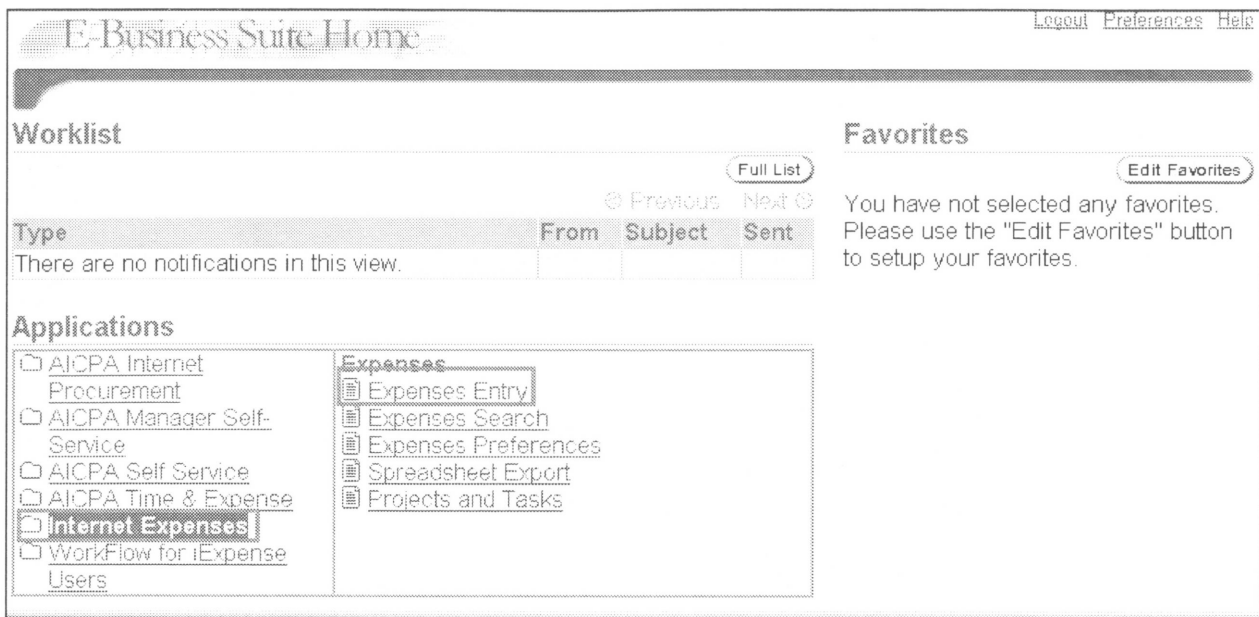 E-Business Suite Home
Logout Preferences Help
Worklist
Full List
Previous Next
Type From Subject Sent
There are no notifications in this view.
Favorites
Edit Favorites
You have not selected any favorites.
Please use the "Edit Favorites" button
to setup your favorites.
Applications
AICPA Internet
Procurement
AICPA Manager Self-
Service
AICPA Self Service
AICPA Time & Expense
Internet Expenses
WorkFlow for iExpense
Users
Expenses
Expenses Entry
Expenses Search
Expenses Preferences
Spreadsheet Export
Projects and Tasks